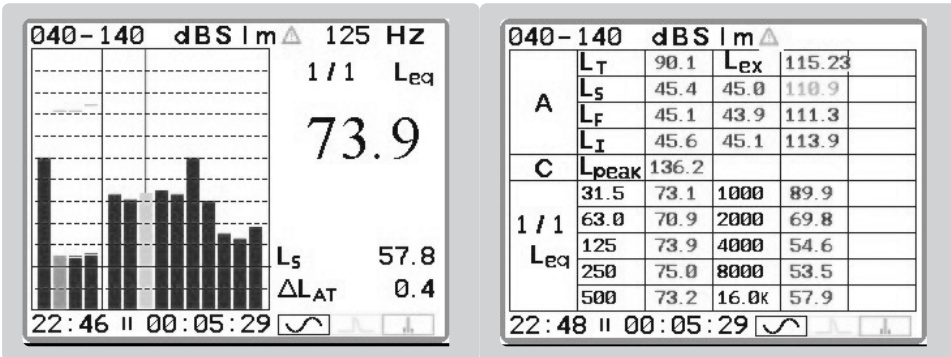 040-140 dBSlm 125 Hz
1/1 Leq
73.9
LS 57.8
ΔLAT 0.4
22:46 II 00:05:29
040-140 dBSlm
A LT 90.1 Lex 115.23
LS 45.4 45.0 110.9
LF 45.1 43.9 111.3
LI 45.6 45.1 113.9
C Lpeak 136.2
1/1 Leq
31.5 73.1 1000 89.9
63.0 70.9 2000 69.8
125 73.9 4000 54.6
250 75.0 8000 53.5
500 73.2 16.0K 57.9
22:48 II 00:05:29